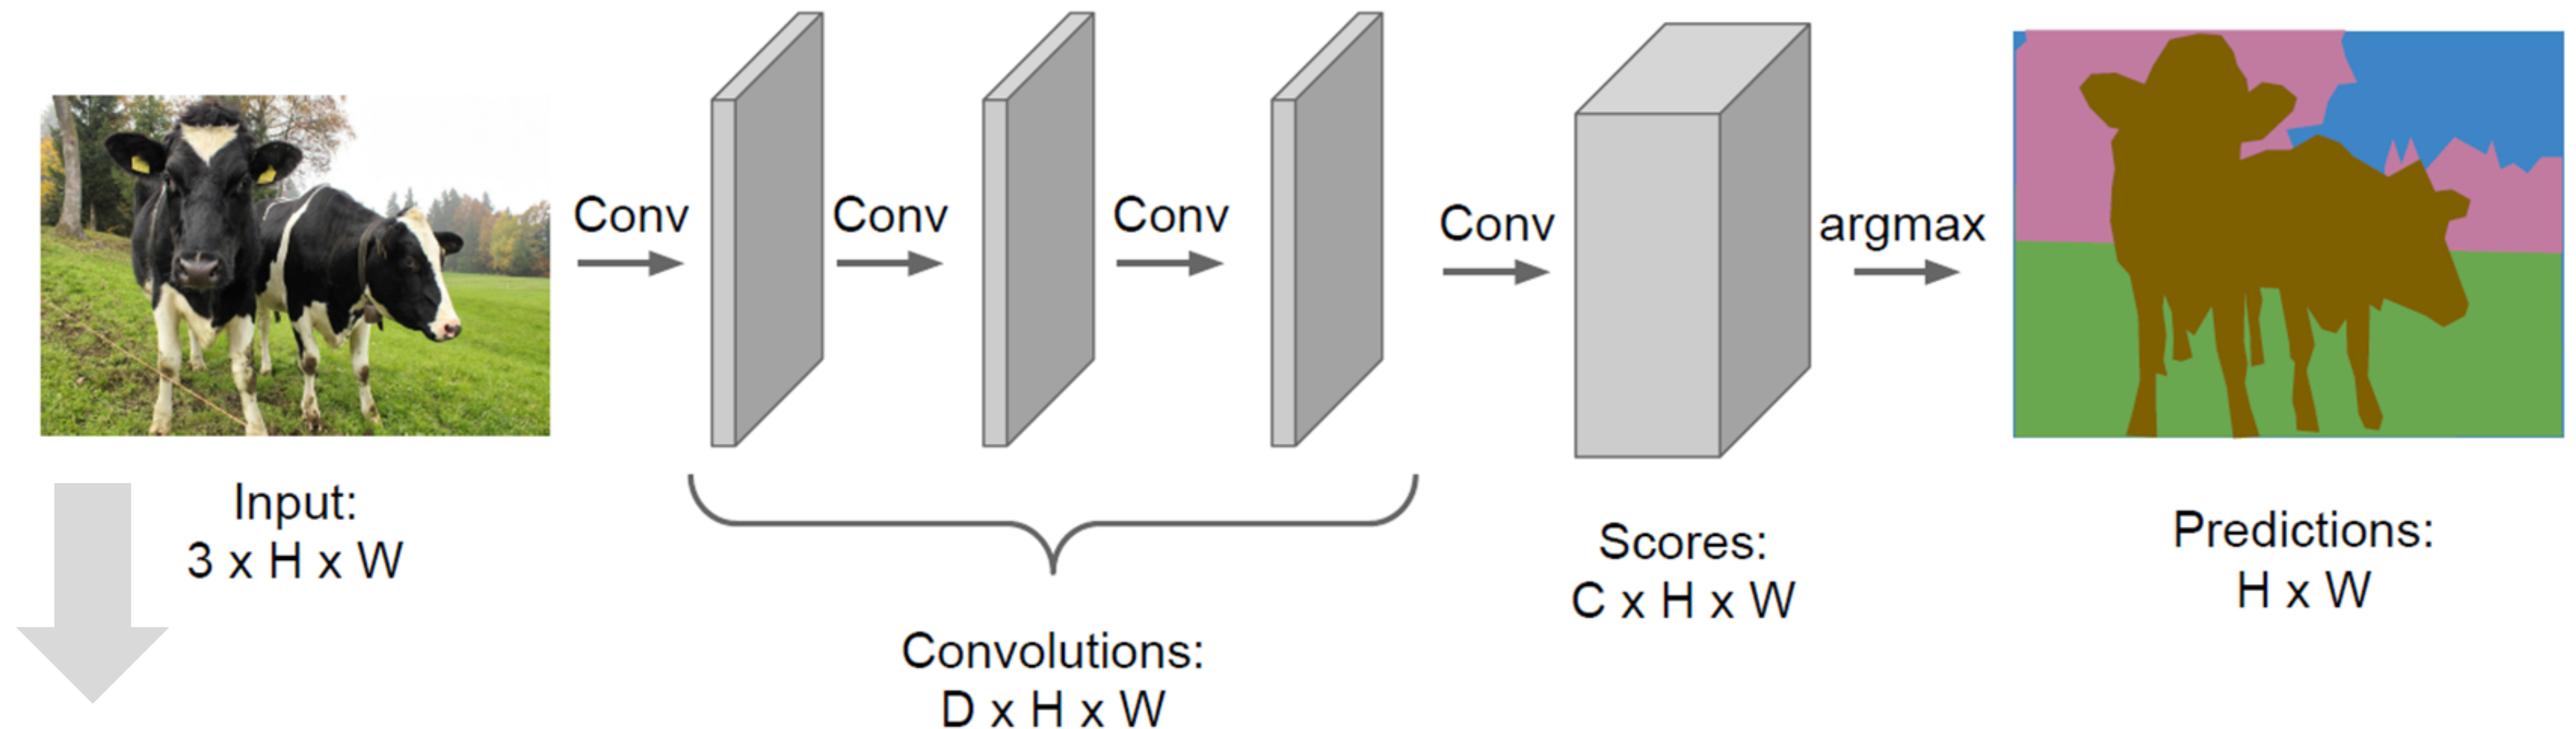 Conv
Conv
Conv
Conv
argmax
Input:
3 x H x W
Convolutions:
D x H x W
Scores:
C x H x W
Predictions:
H x W